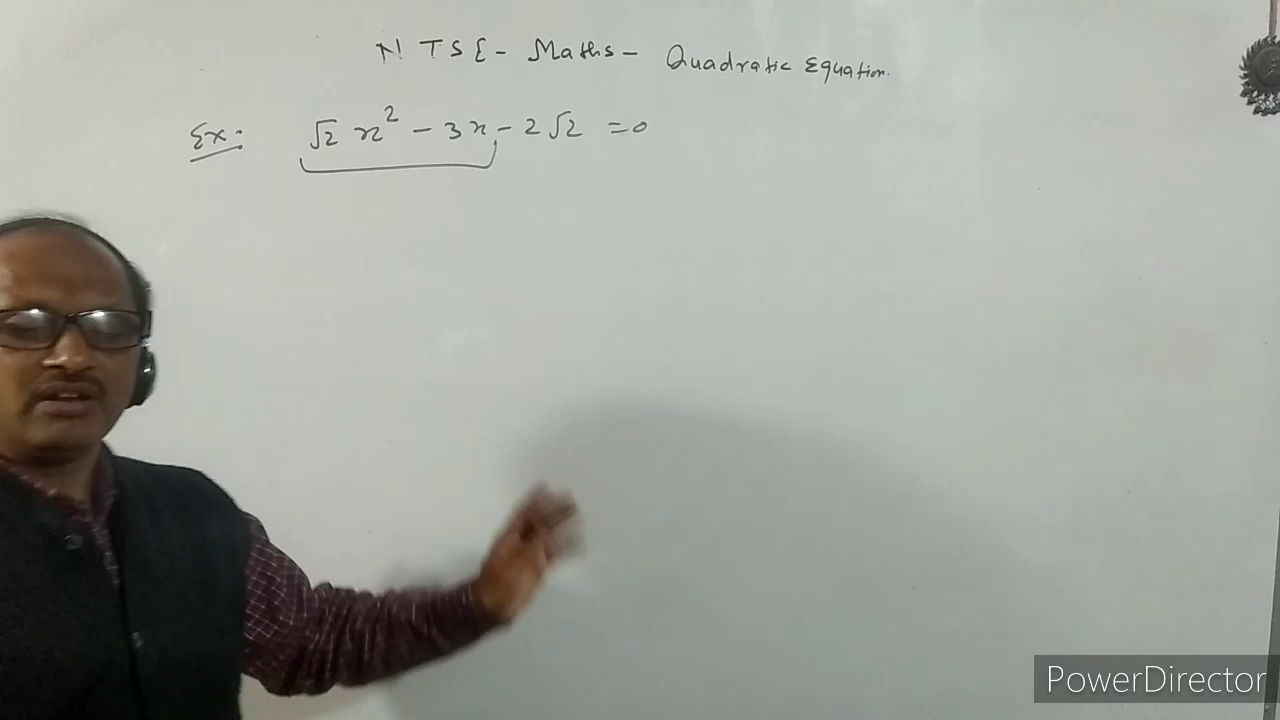 NTSE - Maths - Quadratic Equation.
Ex: √2 x² - 3x - 2√2 = 0
PowerDirector